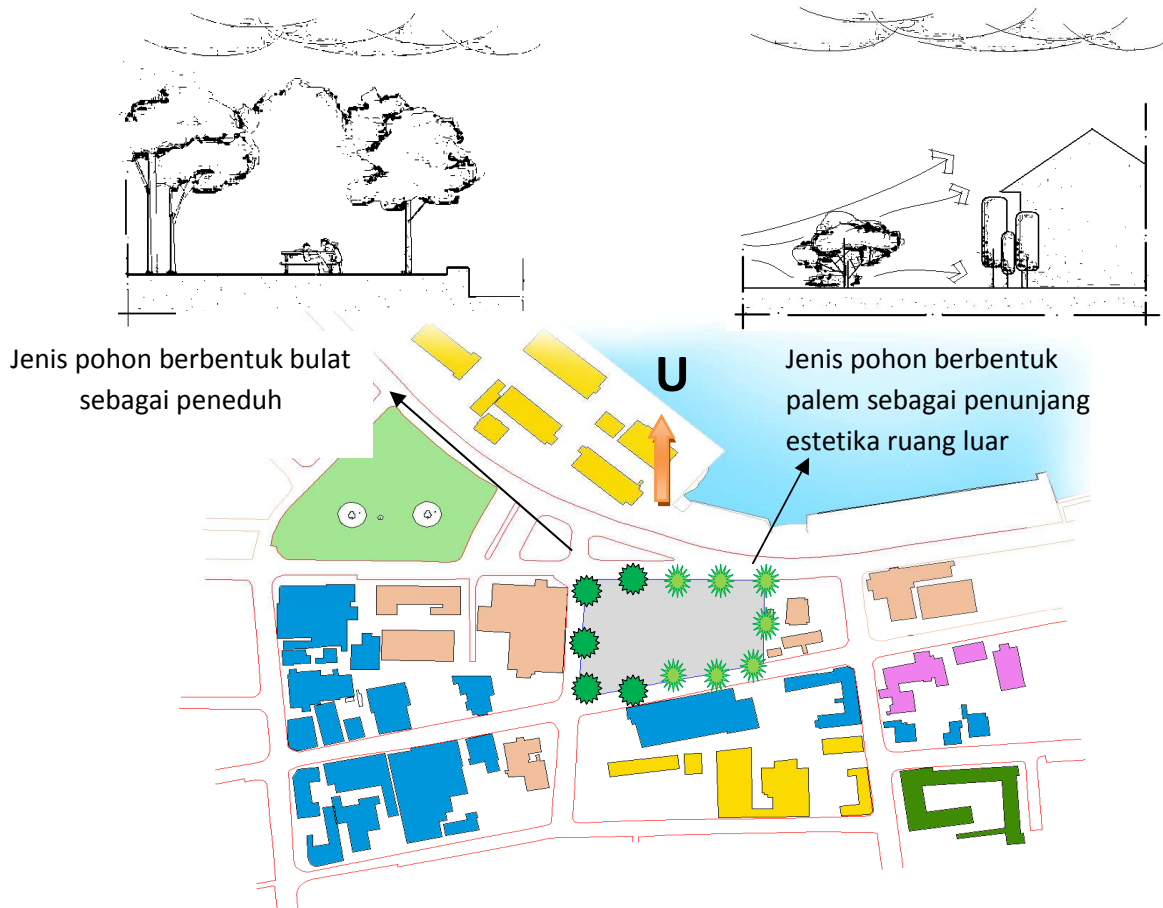 Jenis pohon berbentuk bulat
sebagai peneduh
U
Jenis pohon berbentuk
palem sebagai penunjang
estetika ruang luar